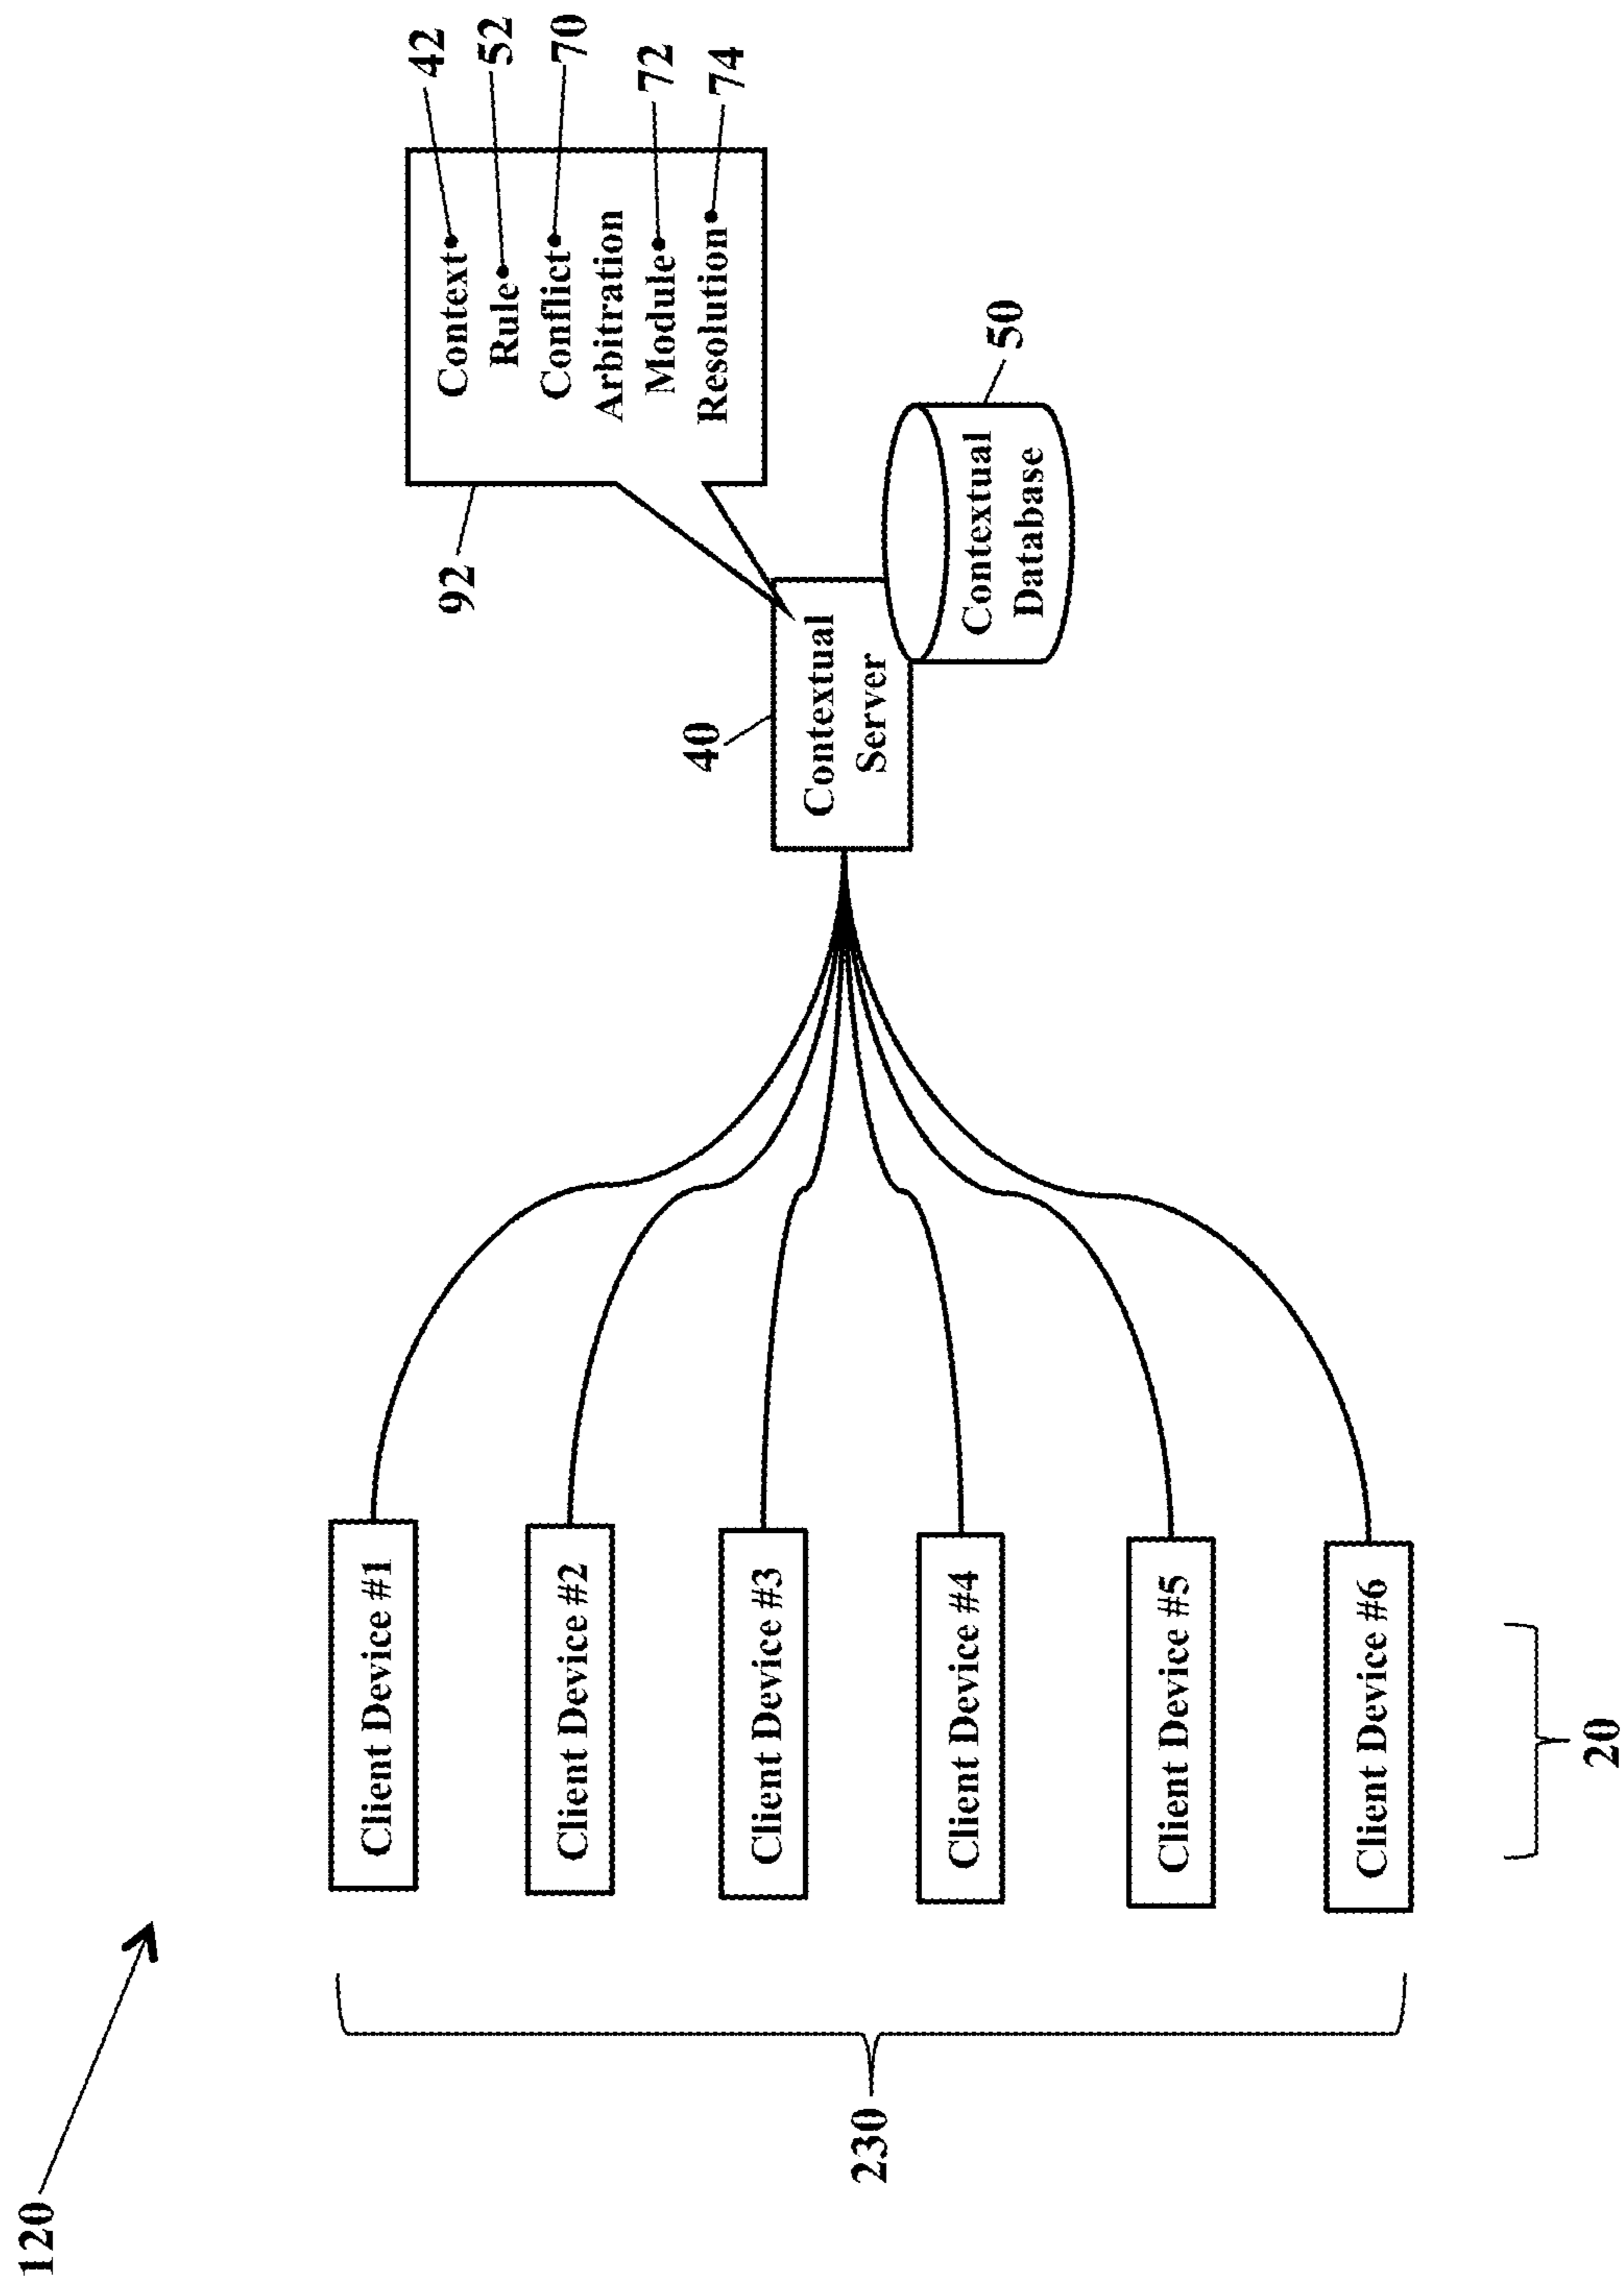 120
230
Client Device #1
Client Device #2
Client Device #3
Client Device #4
Client Device #5
Client Device #6
20
40
Contextual
Server
92
Context
Rule
Conflict
Arbitration
Module
Resolution
42
52
70
72
74
Contextual
Database
50